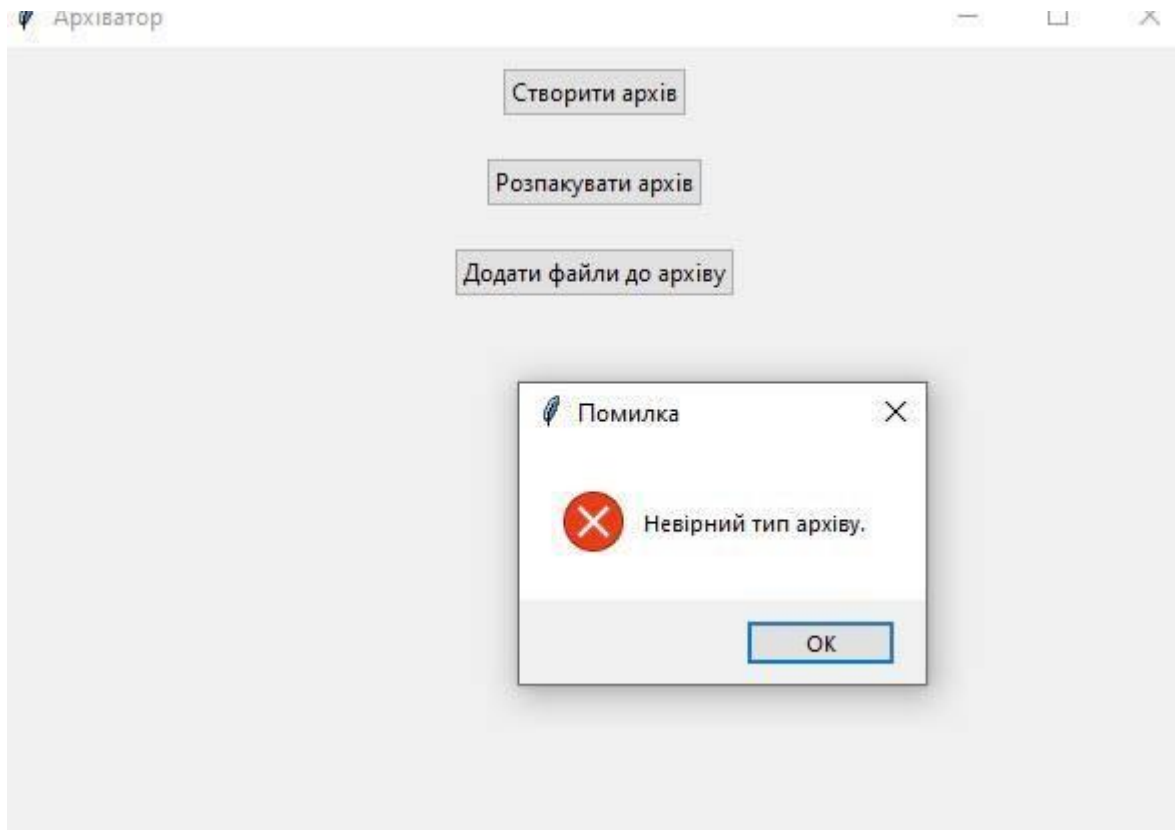 Архіватор
Створити архів
Розпакувати архів
Додати файли до архіву
Помилка
Невірний тип архіву.
OK